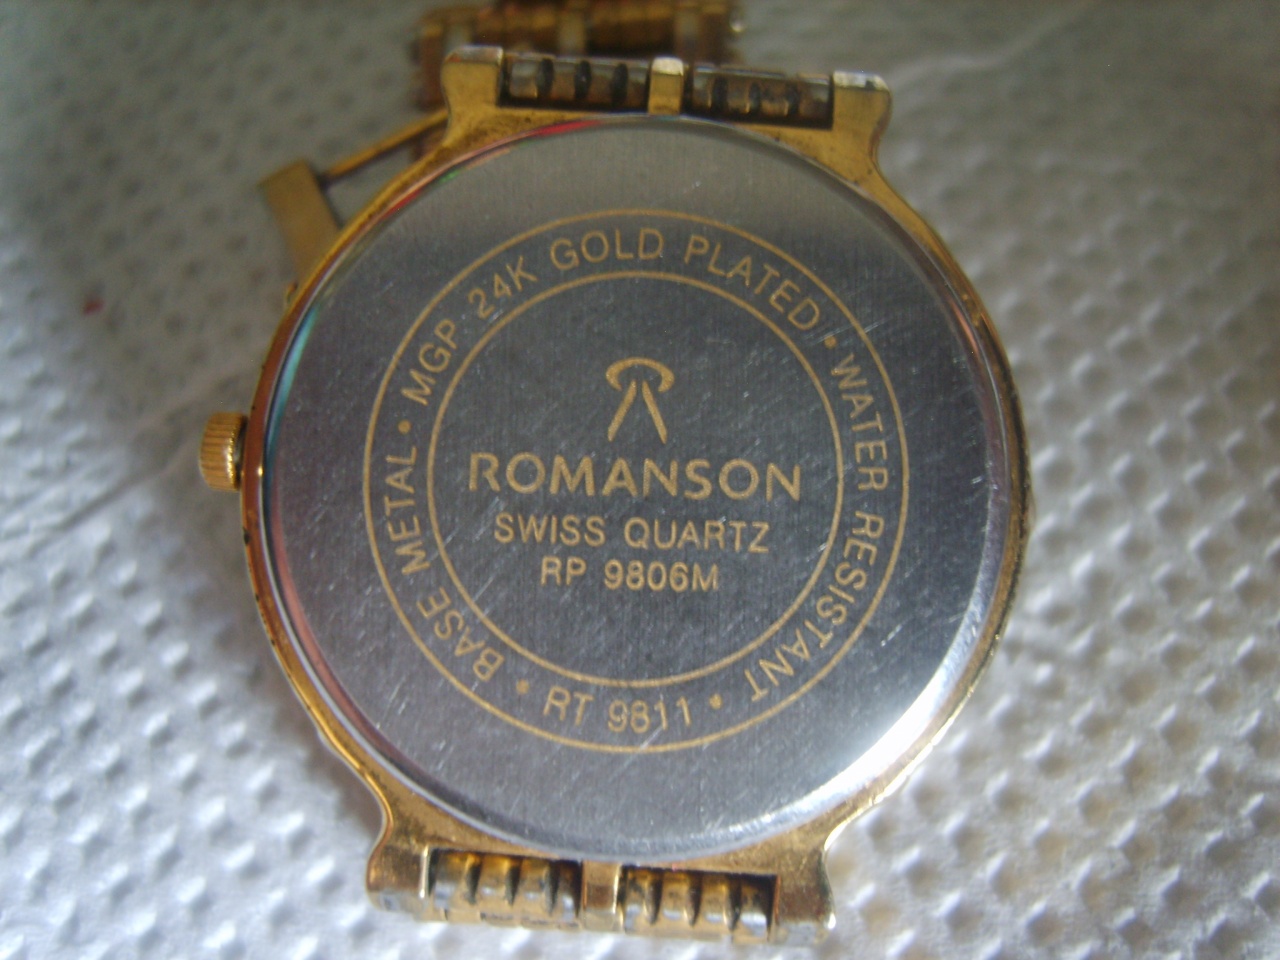 ROMANSON
SWISS QUARTZ
RP 9806M
BASE METAL • MGP 24K GOLD PLATED • WATER RESISTANT • RT 9811 •